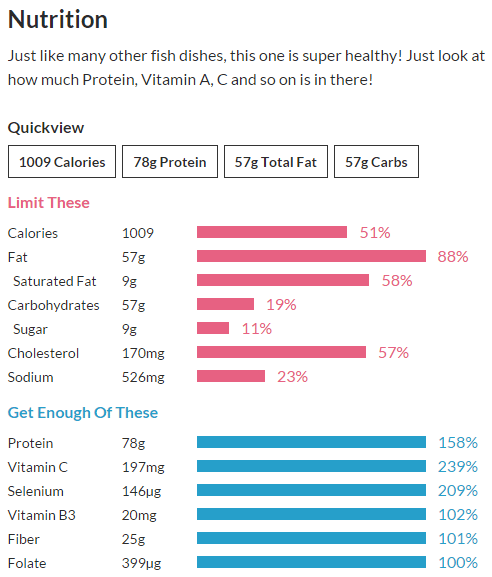 Nutrition
Just like many other fish dishes, this one is super healthy! Just look at
how much Protein, Vitamin A, C and so on is in there!
Quickview
1009 Calories 78g Protein 57g Total Fat 57g Carbs
Limit These
Calories 1009 51%
Fat 57g 88%
Saturated Fat 9g 58%
Carbohydrates 57g 19%
Sugar 9g 11%
Cholesterol 170mg 57%
Sodium 526mg 23%
Get Enough Of These
Protein 78g 158%
Vitamin C 197mg 239%
Selenium 146µg 209%
Vitamin B3 20mg 102%
Fiber 25g 101%
Folate 399µg 100%